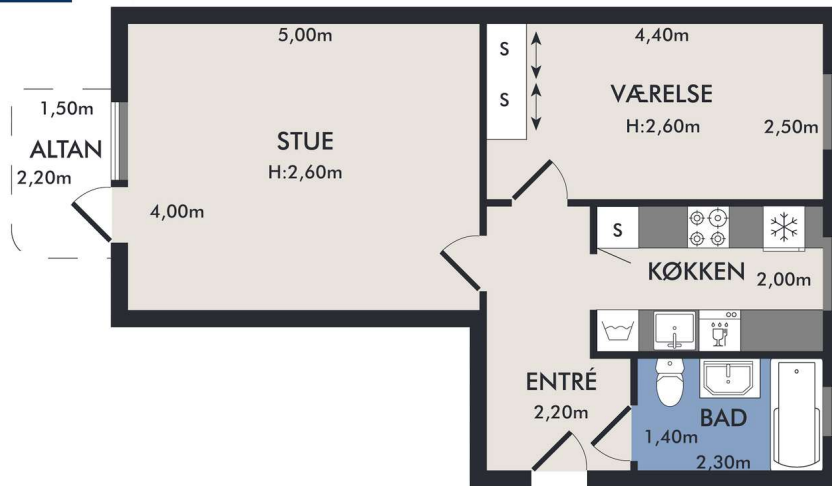 5,00m
S
4,40m
S
VÆRELSE
H:2,60m
2,50m
1,50m
ALTAN
2,20m
STUE
H:2,60m
4,00m
S
KØKKEN
2,00m
ENTRÉ
2,20m
BAD
1,40m
2,30m